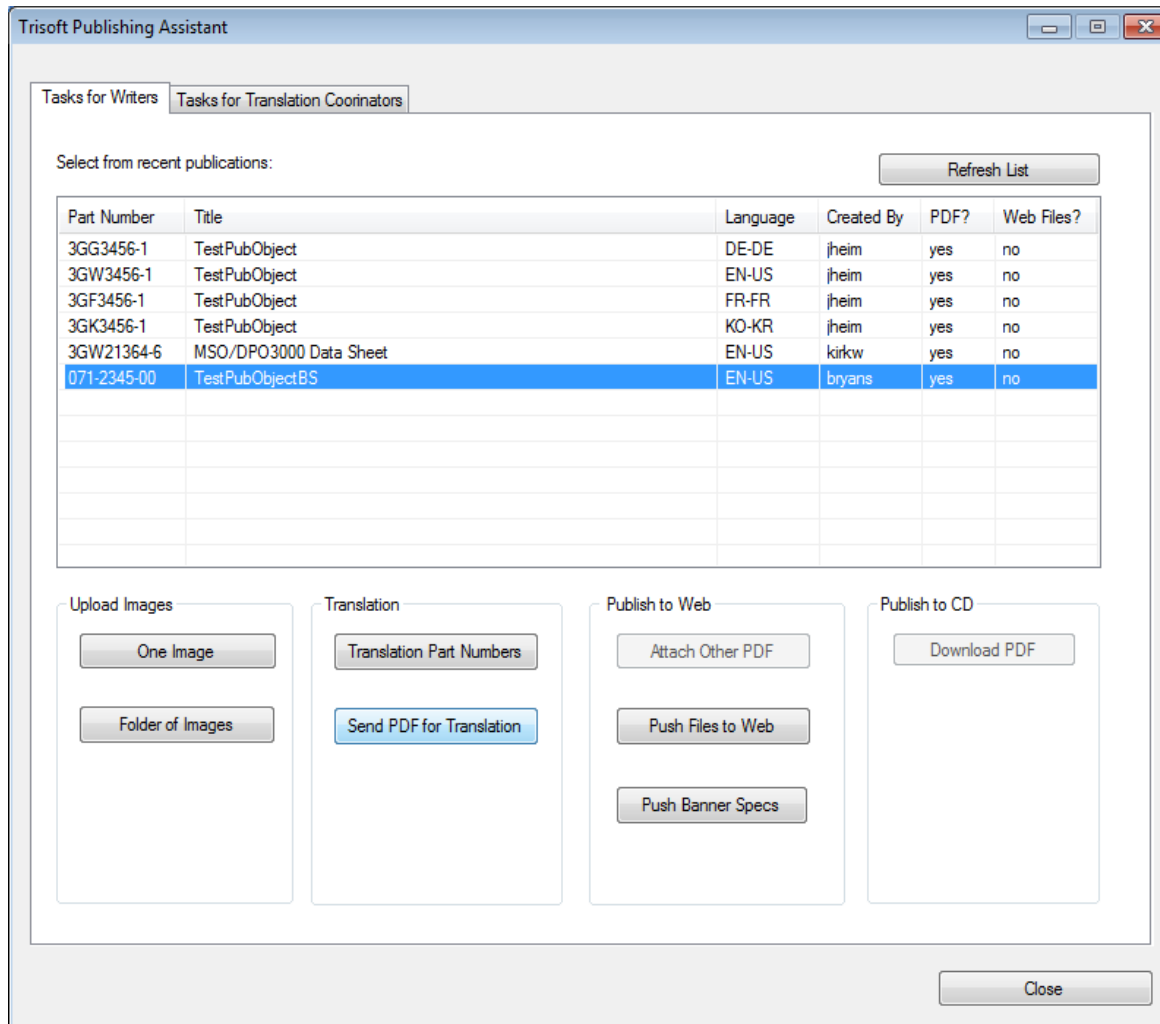 Trisoft Publishing Assistant
Tasks for Writers Tasks for Translation Coorinators
Select from recent publications: Refresh List
Part Number Title Language Created By PDF? Web Files?
3GG3456-1 TestPubObject DE-DE jheim yes no
3GW3456-1 TestPubObject EN-US jheim yes no
3GF3456-1 TestPubObject FR-FR jheim yes no
3GK3456-1 TestPubObject KO-KR jheim yes no
3GW21364-6 MSO/DPO3000 Data Sheet EN-US kirkw yes no
071-2345-00 TestPubObjectBS EN-US bryans yes no
Upload Images Translation Publish to Web Publish to CD
One Image Translation Part Numbers Attach Other PDF Download PDF
Folder of Images Send PDF for Translation Push Files to Web
Push Banner Specs
Close